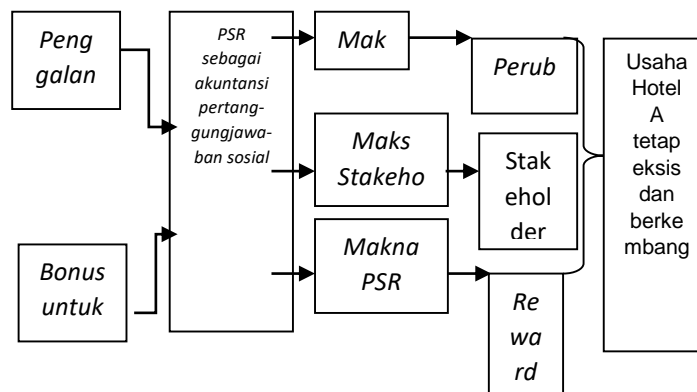 Peng
galan
Bonus
untuk
PSR
sebagai
akuntansi
pertang-
gungjawa-
ban sosial
Mak
Maks
Stakeho
Makna
PSR
Perub
Stak
ehol
der
Re
wa
rd
Usaha
Hotel
A
tetap
eksis
dan
berke
mbang